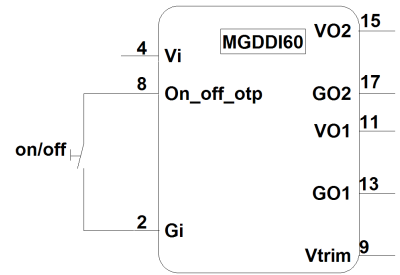 15
MGDDI60
VO2
4
Vi
8
On_off_otp
17
GO2
11
VO1
on/off
13
GO1
2
Gi
9
Vtrim